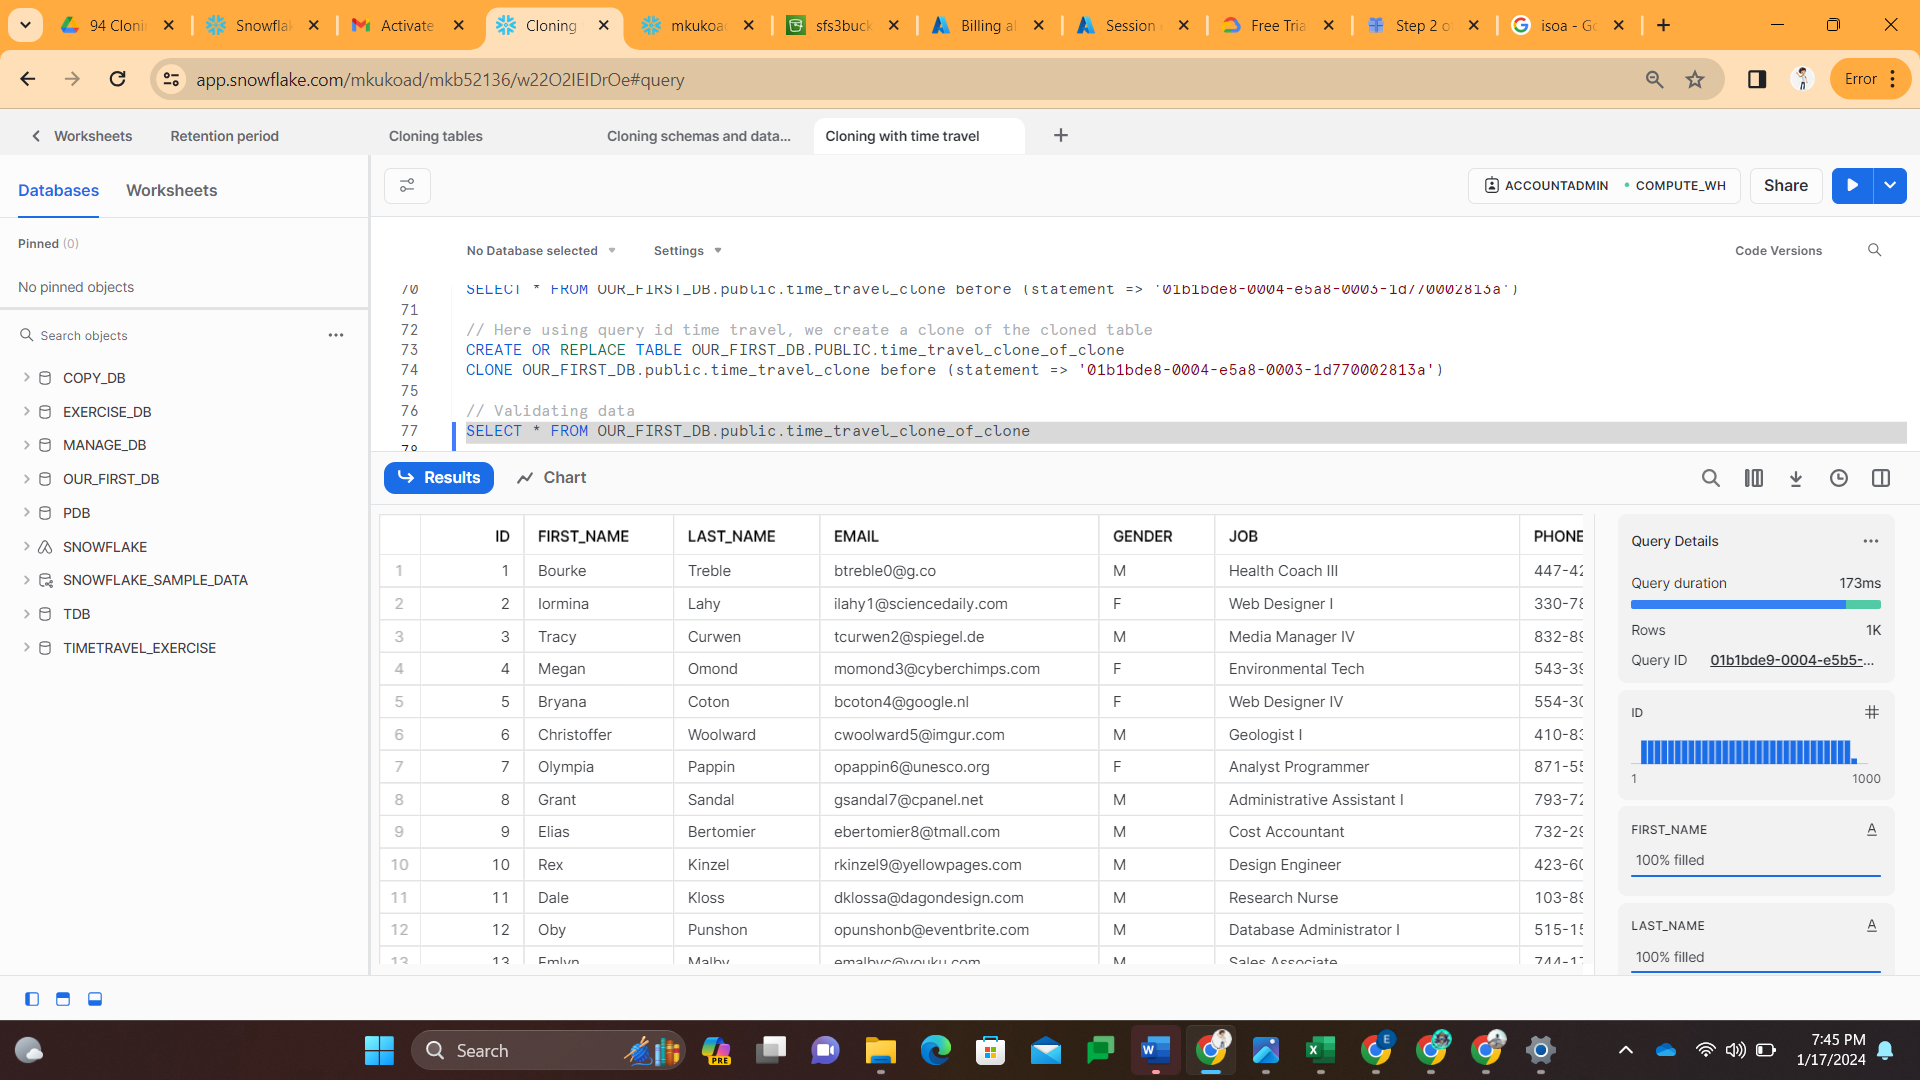 94 Cloni
Snowflak
Activate
Cloning
mkukoad
sfs3buck
Billing al
Session
Free Tria
Step 2 o
isoa - Go
app.snowflake.com/mkukoad/mkb52136/w22O2IEIDrOe#query
Error
Worksheets
Retention period
Cloning tables
Cloning schemas and data...
Cloning with time travel
Databases
Worksheets
ACCOUNTADMIN
COMPUTE_WH
Share
Pinned (0)
No pinned objects
Search objects
COPY_DB
EXERCISE_DB
MANAGE_DB
OUR_FIRST_DB
PDB
SNOWFLAKE
SNOWFLAKE_SAMPLE_DATA
TDB
TIMETRAVEL_EXERCISE
No Database selected
Settings
Code Versions
70 SELECT * FROM OUR_FIRST_DB.public.time_travel_clone before (statement => '01b1bde8-0004-e5a8-0003-1d770002813a')
71
72 // Here using query id time travel, we create a clone of the cloned table
73 CREATE OR REPLACE TABLE OUR_FIRST_DB.PUBLIC.time_travel_clone_of_clone
74 CLONE OUR_FIRST_DB.public.time_travel_clone before (statement => '01b1bde8-0004-e5a8-0003-1d770002813a')
75
76 // Validating data
77 SELECT * FROM OUR_FIRST_DB.public.time_travel_clone_of_clone
78
Results
Chart
ID FIRST_NAME LAST_NAME EMAIL GENDER JOB PHONE
1 1 Bourke Treble btreble0@g.co M Health Coach III 447-42
2 2 Iormina Lahy ilahy1@sciencedaily.com F Web Designer I 330-78
3 3 Tracy Curwen tcurwen2@spiegel.de M Media Manager IV 832-89
4 4 Megan Omond momond3@cyberchimps.com F Environmental Tech 543-39
5 5 Bryana Coton bcoton4@google.nl F Web Designer IV 554-30
6 6 Christoffer Woolward cwoolward5@imgur.com M Geologist I 410-83
7 7 Olympia Pappin opappin6@unesco.org F Analyst Programmer 871-55
8 8 Grant Sandal gsandal7@cpanel.net M Administrative Assistant I 793-72
9 9 Elias Bertomier ebertomier8@tmall.com M Cost Accountant 732-29
10 10 Rex Kinzel rkinzel9@yellowpages.com M Design Engineer 423-60
11 11 Dale Kloss dklossa@dagondesign.com M Research Nurse 103-89
12 12 Oby Punshon opunshonb@eventbrite.com M Database Administrator I 515-15
13 13 Emlyn Malby emalbyc@youku.com M Sales Associate 744-17
Query Details
Query duration 173ms
Rows 1K
Query ID 01b1bde9-0004-e5b5-...
ID
1 1000
FIRST_NAME
100% filled
LAST_NAME
100% filled
Search
PRE
E
7:45 PM
1/17/2024